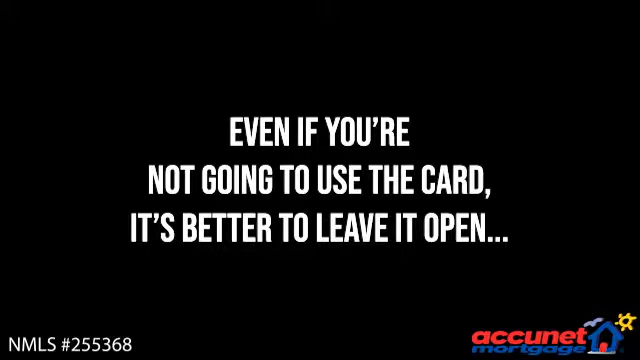 EVEN IF YOU'RE
NOT GOING TO USE THE CARD,
IT'S BETTER TO LEAVE IT OPEN...
NMLS #255368
accunet
mortgage